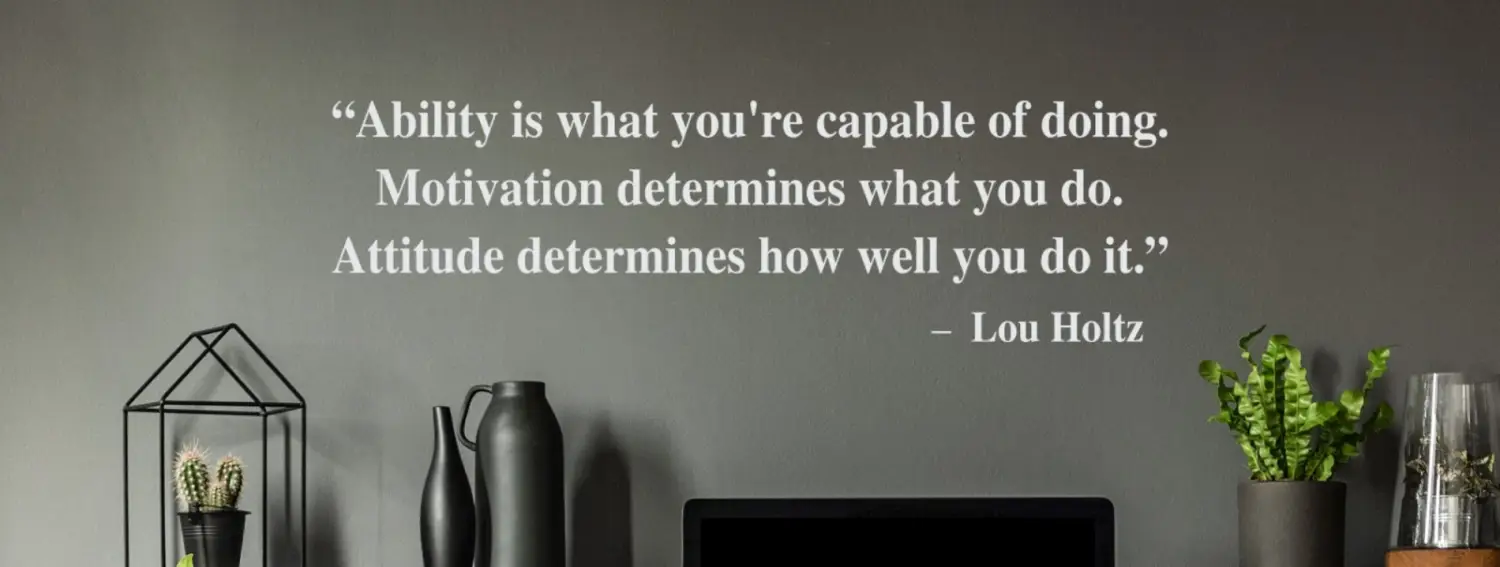 “Ability is what you're capable of doing.
Motivation determines what you do.
Attitude determines how well you do it.”
– Lou Holtz